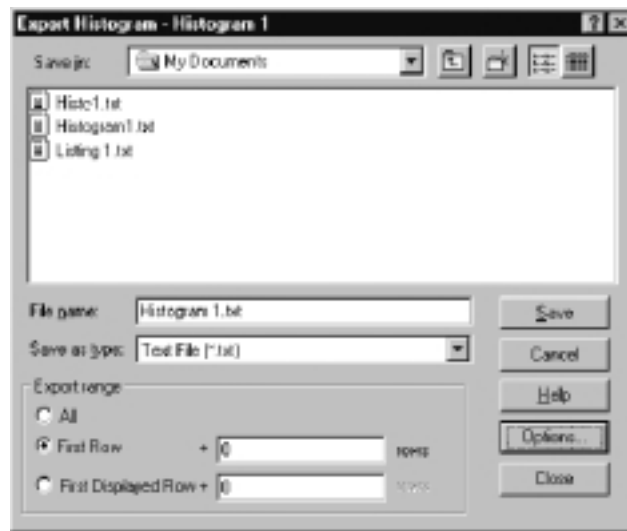 Export Histogram - Histogram 1
Save in: My Documents
Histo1.txt
Histogram1.txt
Listing 1.txt
File name: Histogram 1.txt
Save
Save as type: Text File (*.txt)
Cancel
Export range
Help
All
First Row + 0 rows
Options...
First Displayed Row + 0 rows
Close